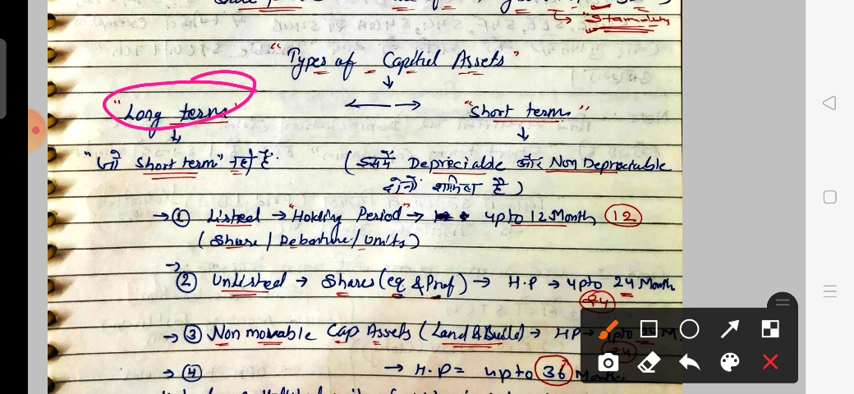 "Stamduty
"Types of Capital Assets"
"Long term" "Short term"
"जो Short term" नही है. (इसमें Depreciable और Non Depreciable
दोनों शामिल है)
→ ① Listed → "Holding Period" → upto 12 Month 12
(Share / Debenture / units)
→ ② Unlisted → Shares (eq & Pref) → H.P → upto 24 Month
24
→ ③ Non movable Cap Assets (Land & Build → HP →
→ ④ → H.P = upto 36 Month.